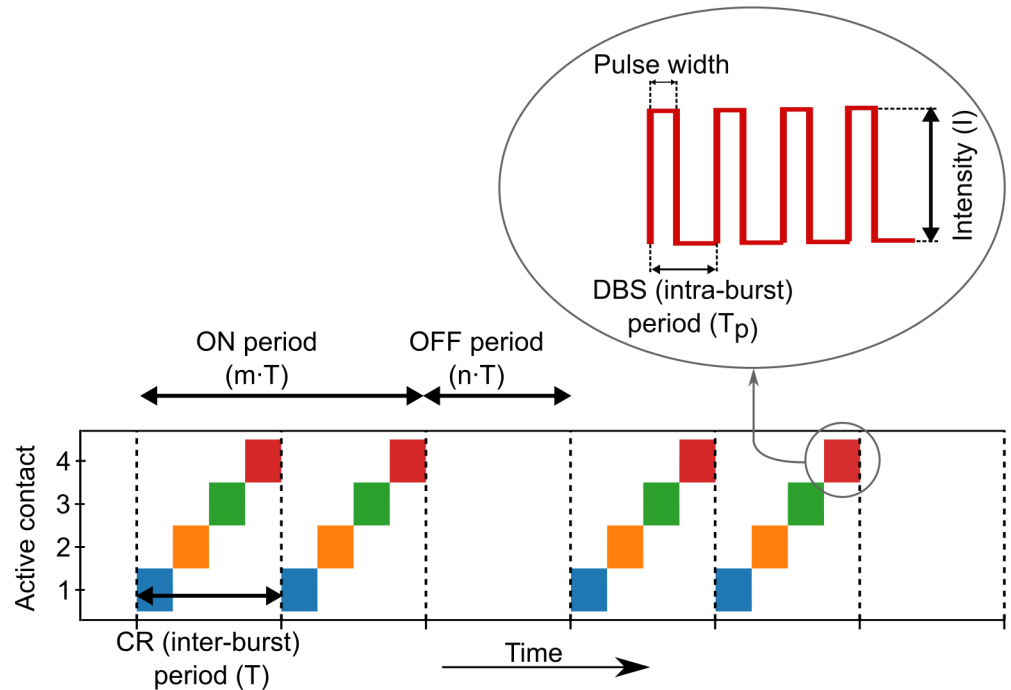 Pulse width
Intensity (I)
DBS (intra-burst)
period (Tp)
ON period
(m·T)
OFF period
(n·T)
Active contact
4
3
2
1
CR (inter-burst)
period (T)
Time